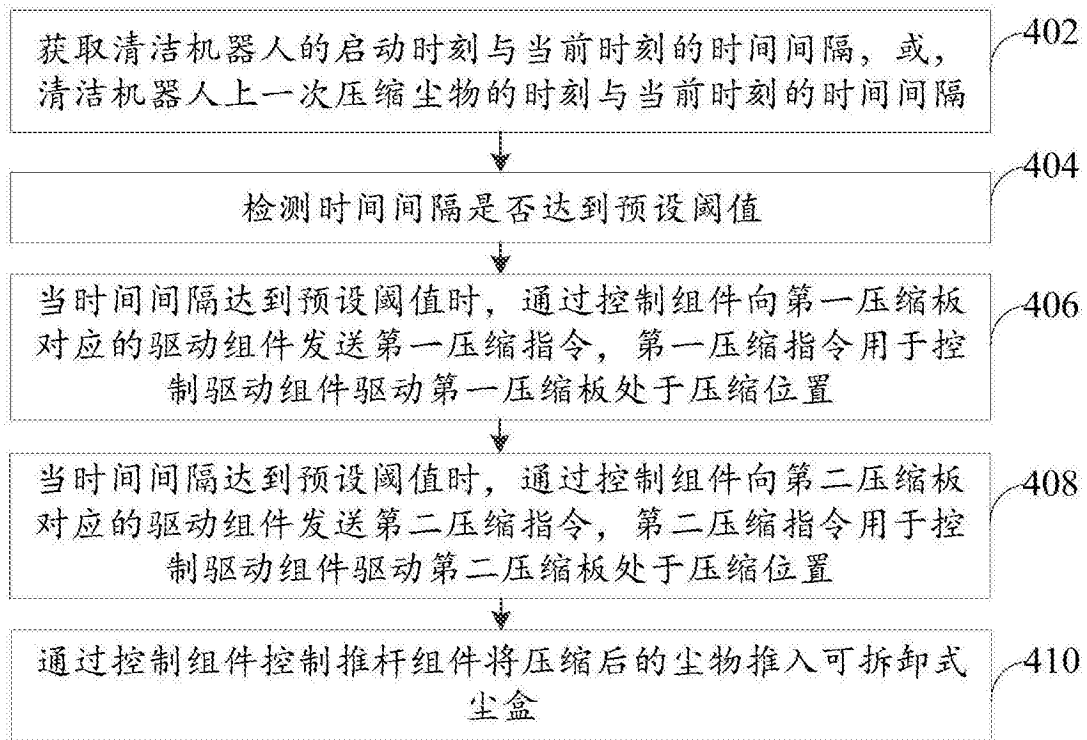 获取清洁机器人的启动时刻与当前时刻的时间间隔，或，
清洁机器人上一次压缩尘物的时刻与当前时刻的时间间隔
402
检测时间间隔是否达到预设阈值
404
当时间间隔达到预设阈值时，通过控制组件向第一压缩板
对应的驱动组件发送第一压缩指令，第一压缩指令用于控
制驱动组件驱动第一压缩板处于压缩位置
406
当时间间隔达到预设阈值时，通过控制组件向第二压缩板
对应的驱动组件发送第二压缩指令，第二压缩指令用于控
制驱动组件驱动第二压缩板处于压缩位置
408
通过控制组件控制推杆组件将压缩后的尘物推入可拆卸式
尘盒
410